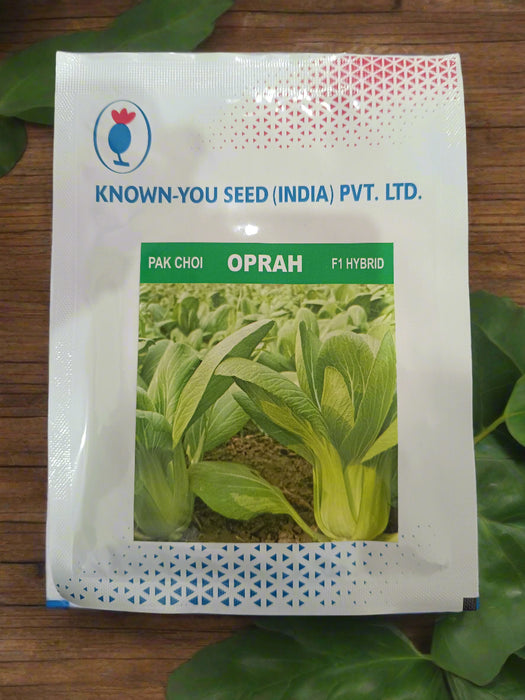 KNOWN-YOU SEED (INDIA) PVT. LTD.
PAK CHOI OPRAH F1 HYBRID